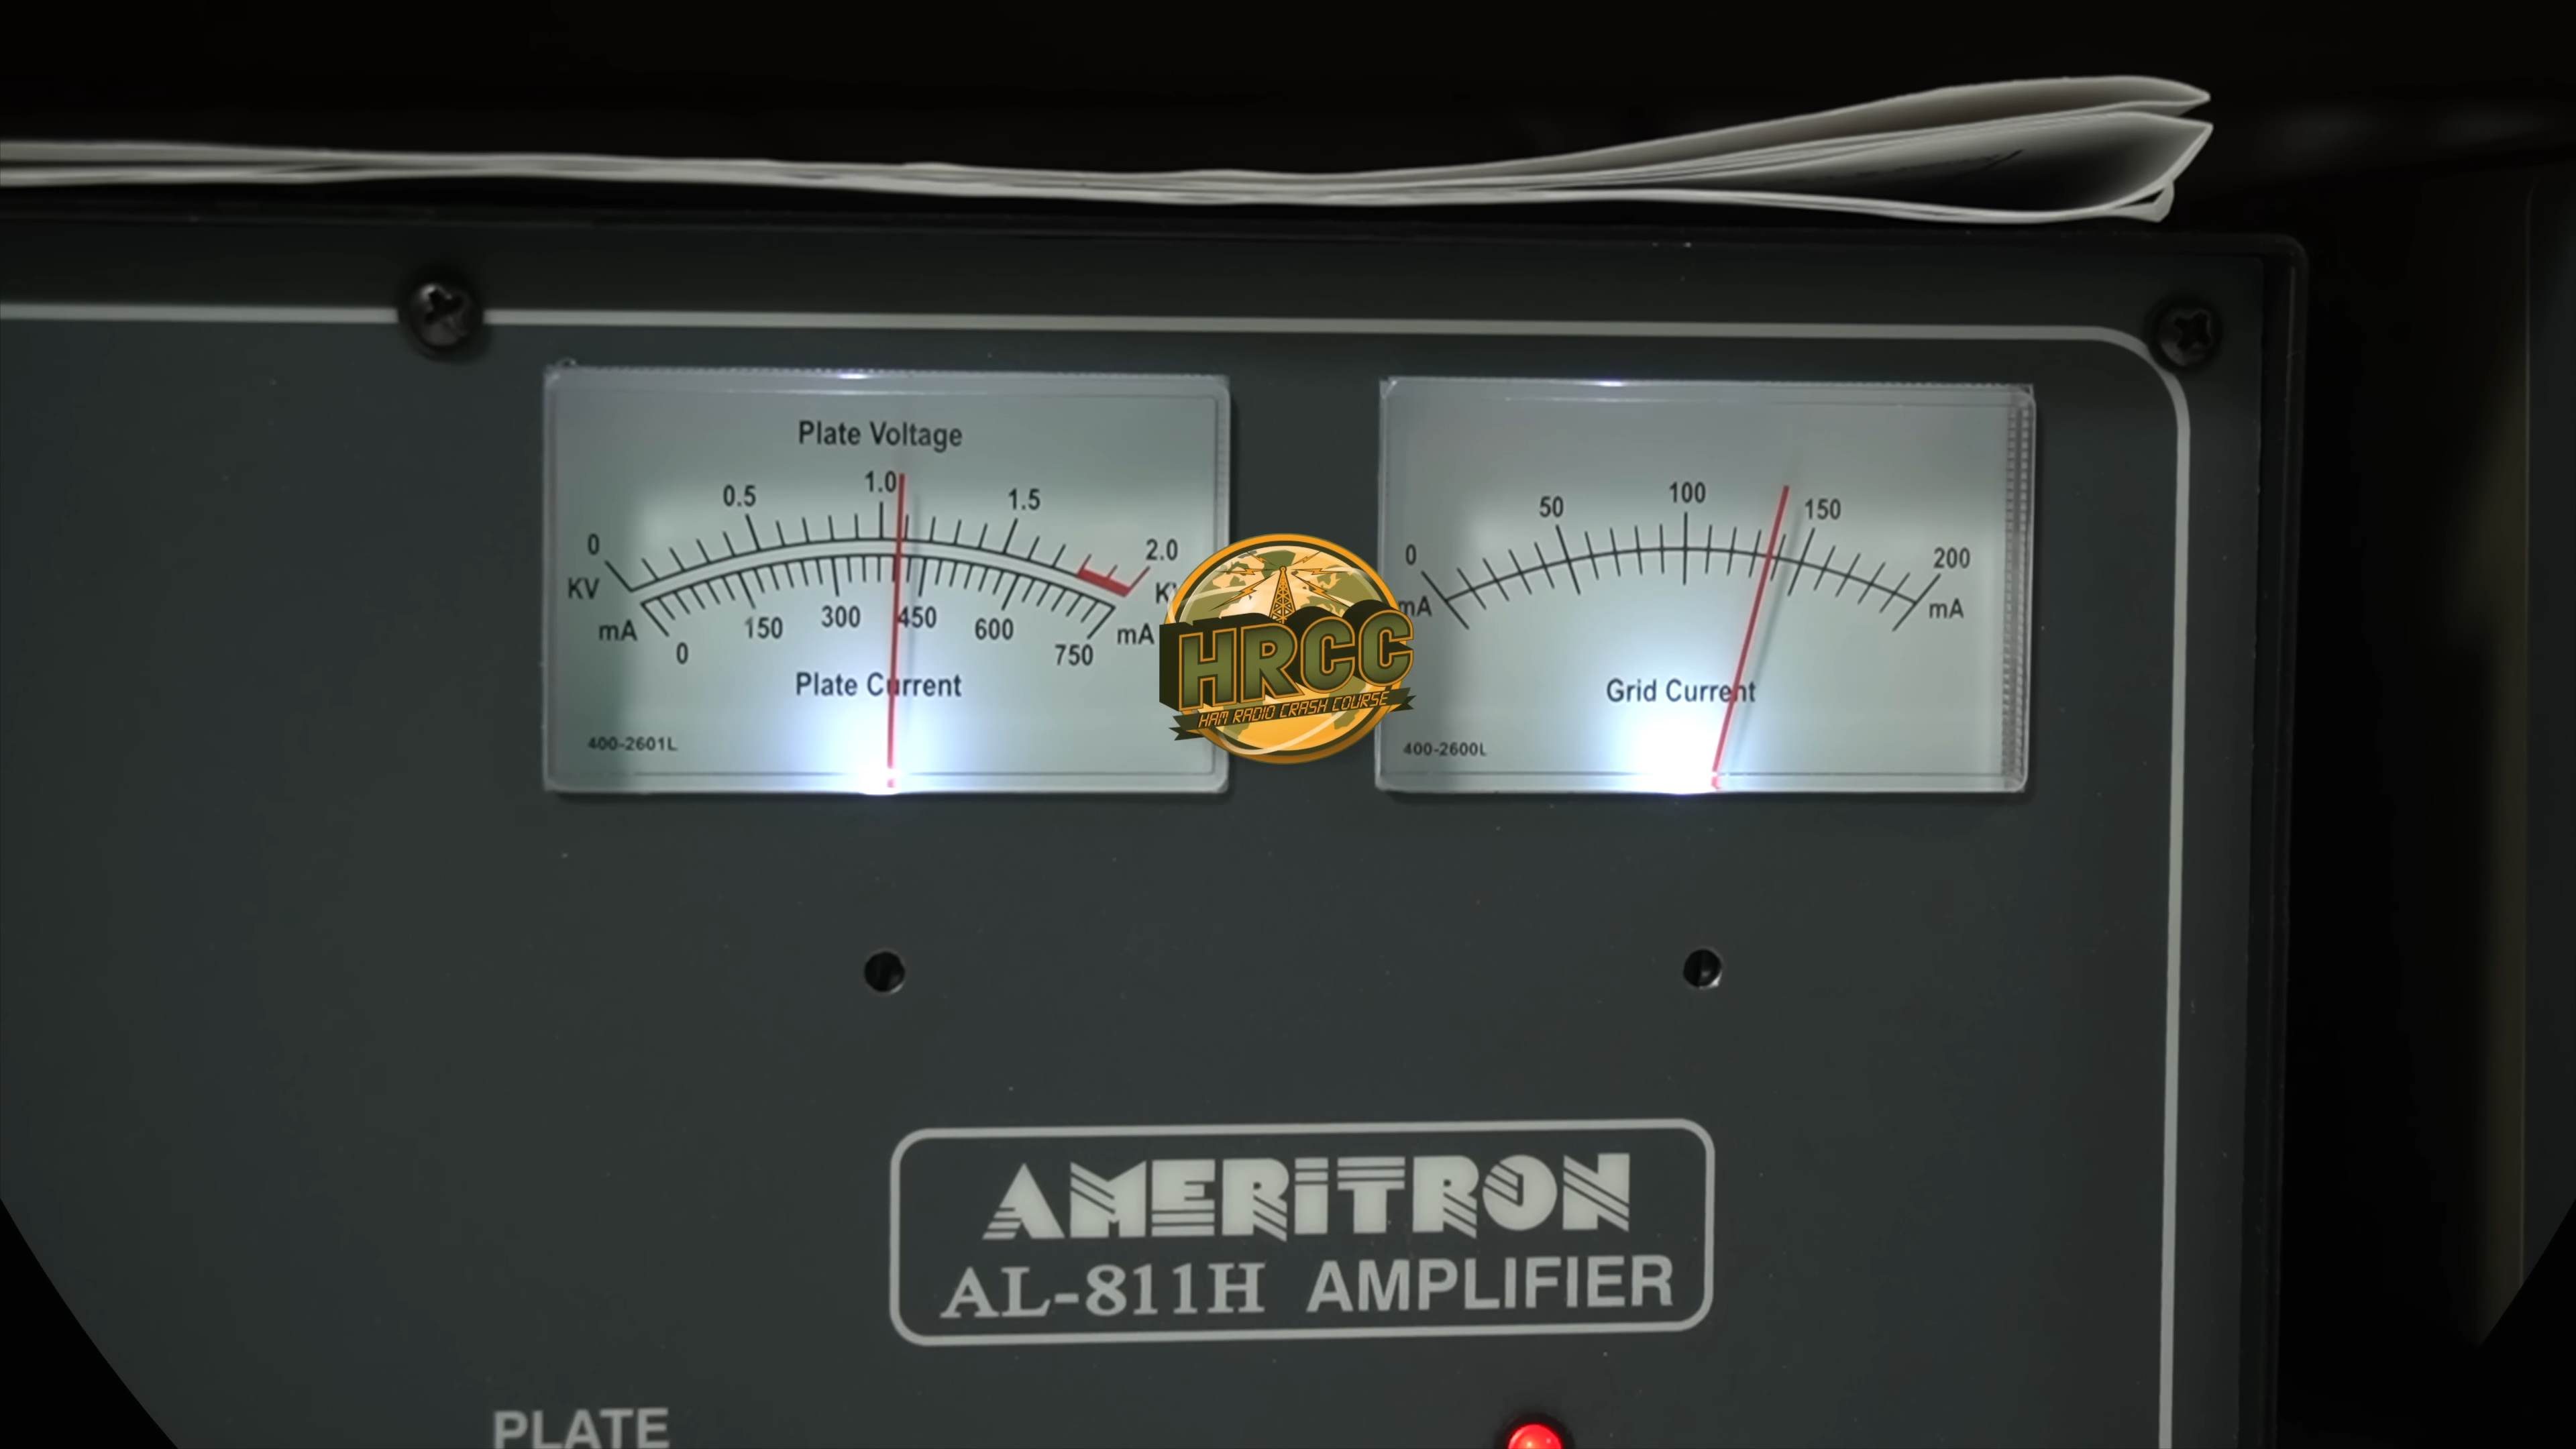 Plate Voltage
0 0.5 1.0 1.5 2.0
KV
mA 0 150 300 450 600 750 mA
Plate Current
400-2601L
HRCC
HAM RADIO CRASH COURSE
0 50 100 150 200
mA mA
Grid Current
400-2600L
AMERITRON
AL-811H AMPLIFIER
PLATE